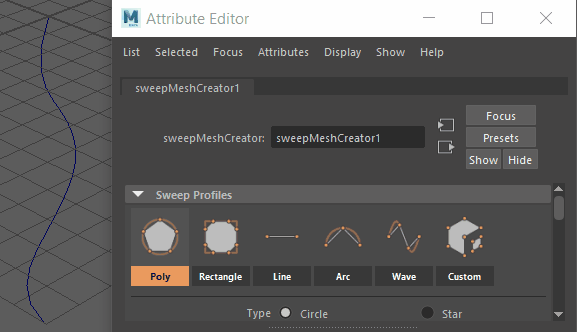 Attribute Editor
List Selected Focus Attributes Display Show Help
sweepMeshCreator1
Focus
sweepMeshCreator: sweepMeshCreator1 Presets
Show Hide
Sweep Profiles
Poly Rectangle Line Arc Wave Custom
Type Circle Star